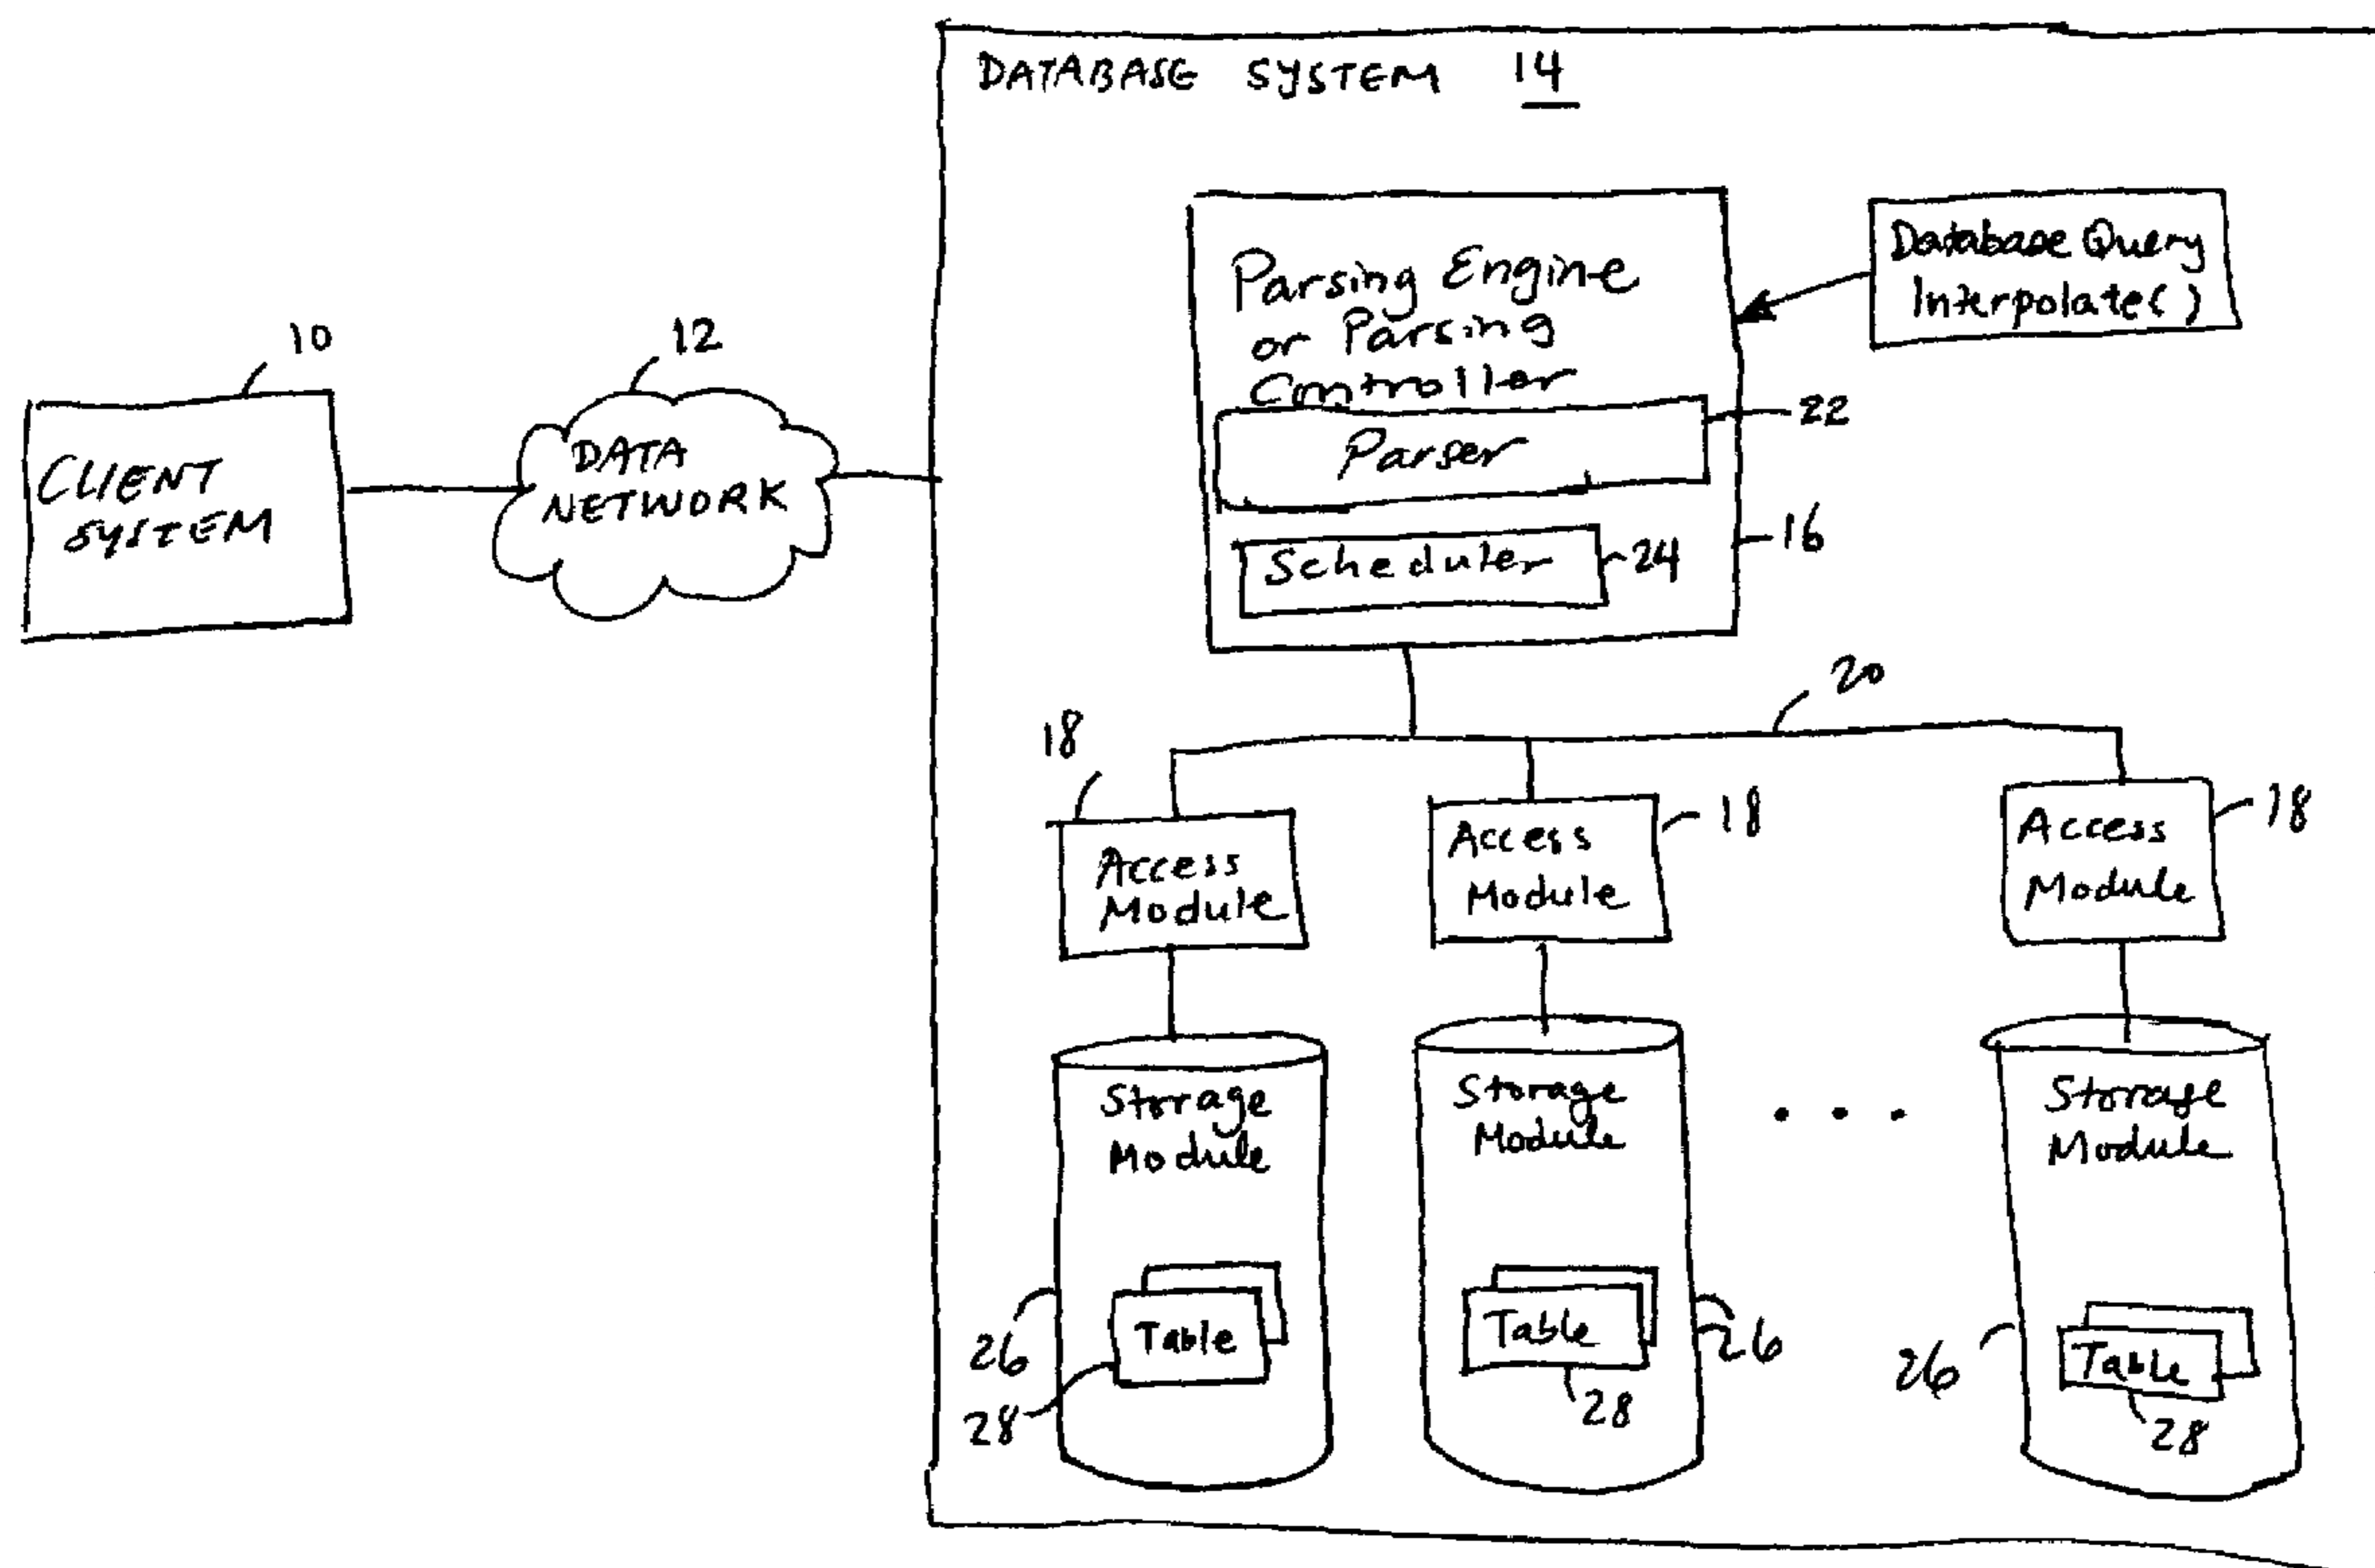 DATABASE SYSTEM 14
Database Query
Interpolate()
Parsing Engine
or Parsing
Controller
22
Parser
16
Scheduler
24
10
12
CLIENT
SYSTEM
DATA
NETWORK
20
18
18
18
Access
Module
Access
Module
Access
Module
Storage
Module
Storage
Module
. . .
Storage
Module
26
Table
28
Table
26
28
26
Table
28